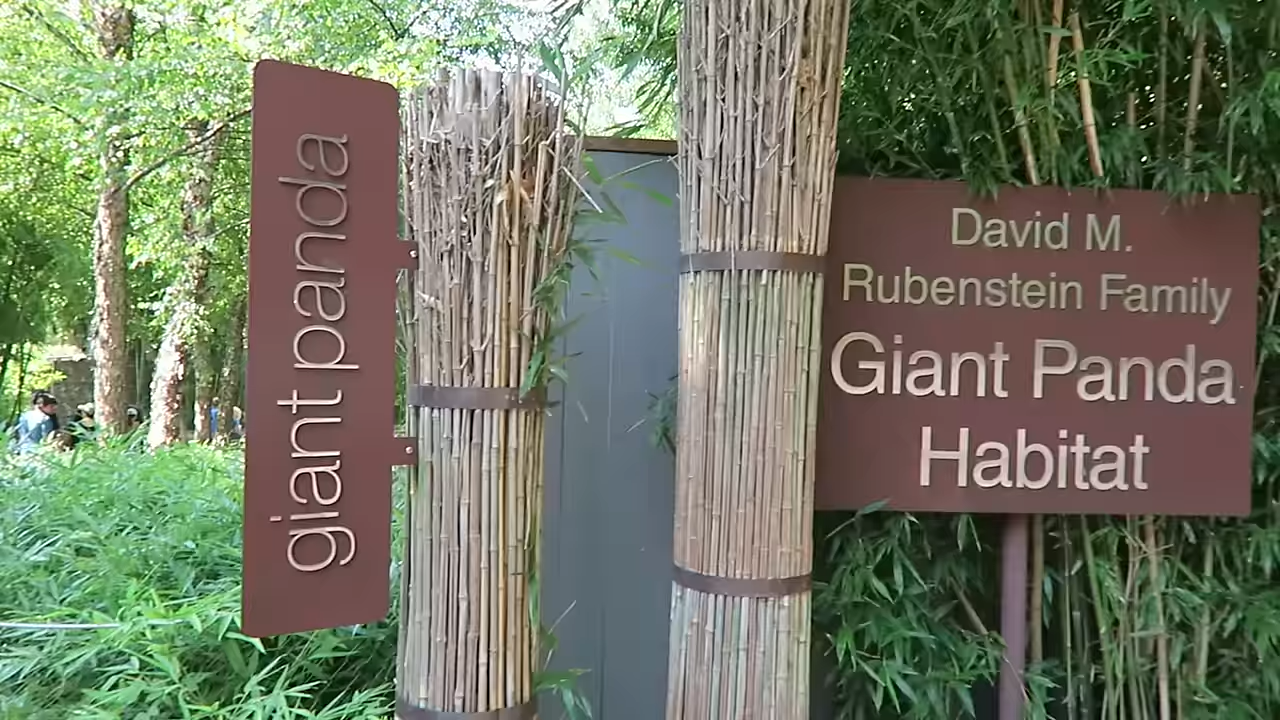 giant panda
David M.
Rubenstein Family
Giant Panda
Habitat